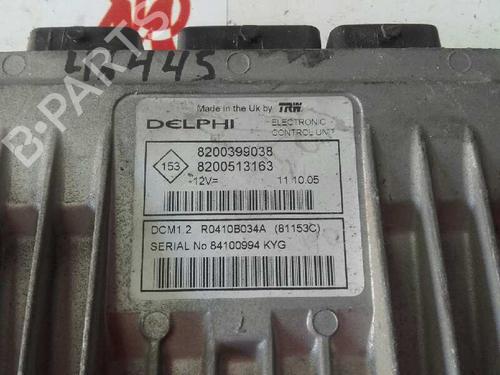 44445
B-PARTS
Made in the Uk by TRW
DELPHI ELECTRONIC CONTROL UNIT
153
8200399038
8200513163
12V= 11.10.05
DCM1.2 R0410B034A (81153C)
SERIAL No 84100994 KYG